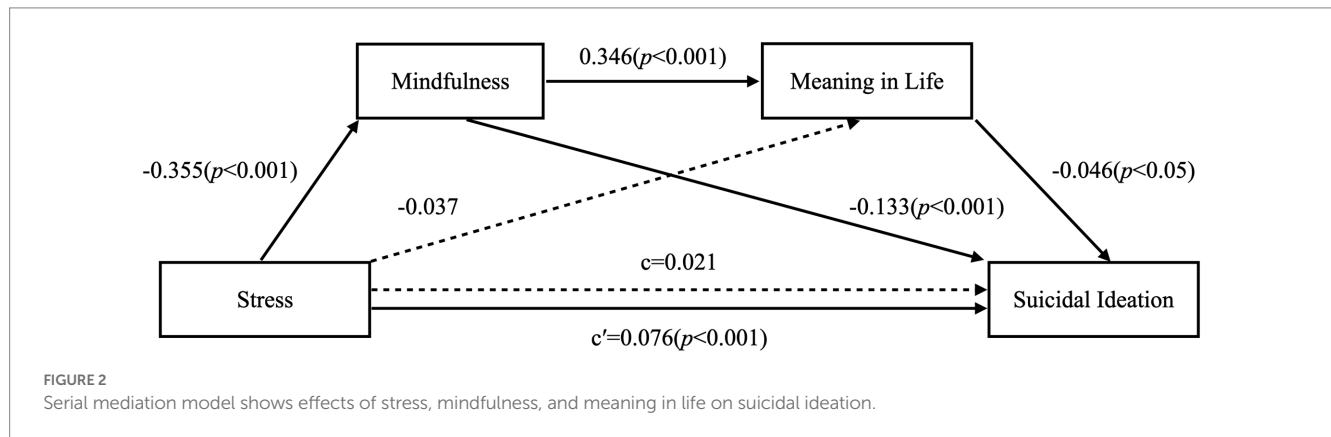 0.346(p<0.001)
Mindfulness
Meaning in Life
-0.355(p<0.001)
-0.046(p<0.05)
-0.037
-0.133(p<0.001)
c=0.021
Stress
Suicidal Ideation
c′=0.076(p<0.001)
FIGURE 2
Serial mediation model shows effects of stress, mindfulness, and meaning in life on suicidal ideation.